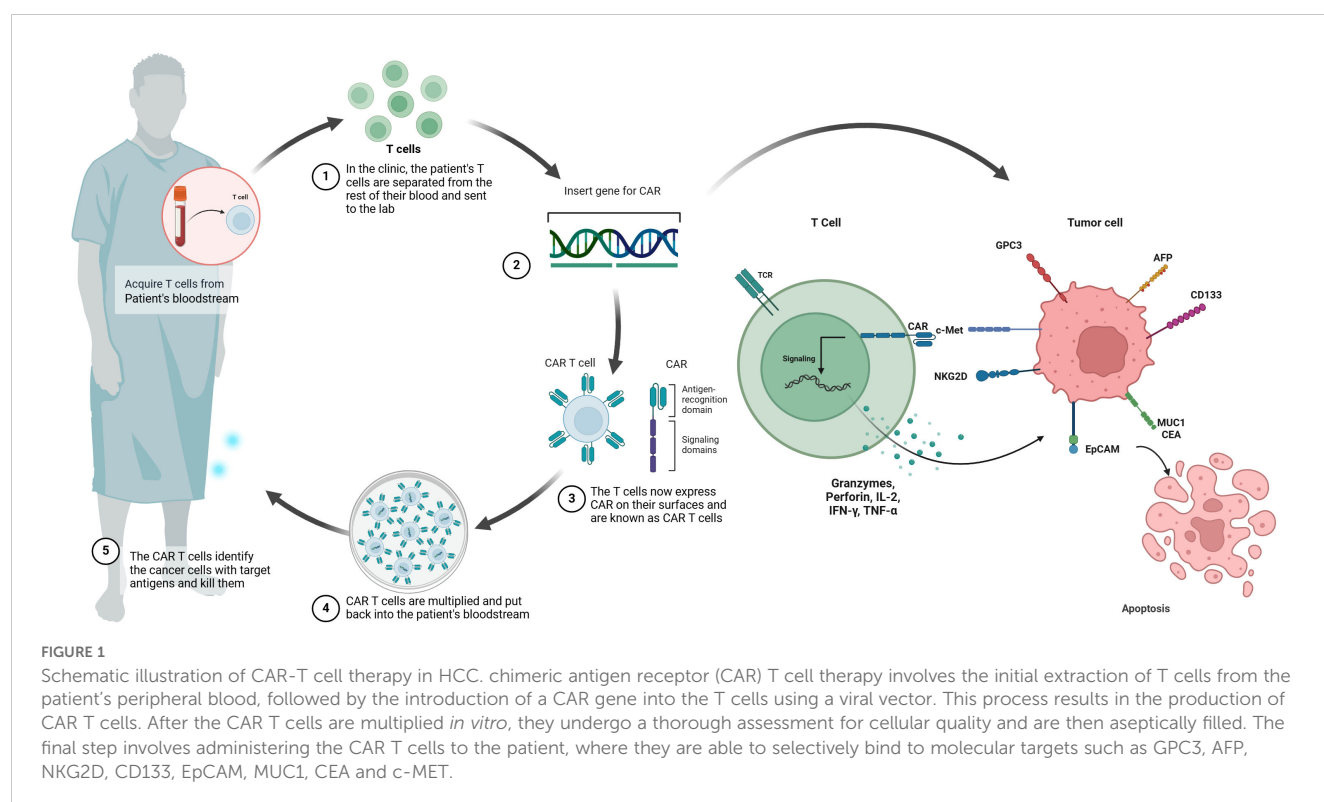 T cell
Acquire T cells from
Patient's bloodstream
T cells
1
In the clinic, the patient's T
cells are separated from the
rest of their blood and sent
to the lab
Insert gene for CAR
2
CAR T cell
CAR
Antigen-
recognition
domain
Signaling
domains
3
The T cells now express
CAR on their surfaces and
are known as CAR T cells
4
CAR T cells are multiplied and put
back into the patient's bloodstream
5
The CAR T cells identify
the cancer cells with target
antigens and kill them
T Cell
Tumor cell
TCR
Signaling
CAR
c-Met
NKG2D
GPC3
AFP
CD133
MUC1
CEA
EpCAM
Granzymes,
Perforin, IL-2,
IFN-γ, TNF-α
Apoptosis
FIGURE 1
Schematic illustration of CAR-T cell therapy in HCC. chimeric antigen receptor (CAR) T cell therapy involves the initial extraction of T cells from the
patient's peripheral blood, followed by the introduction of a CAR gene into the T cells using a viral vector. This process results in the production of
CAR T cells. After the CAR T cells are multiplied in vitro, they undergo a thorough assessment for cellular quality and are then aseptically filled. The
final step involves administering the CAR T cells to the patient, where they are able to selectively bind to molecular targets such as GPC3, AFP,
NKG2D, CD133, EpCAM, MUC1, CEA and c-MET.